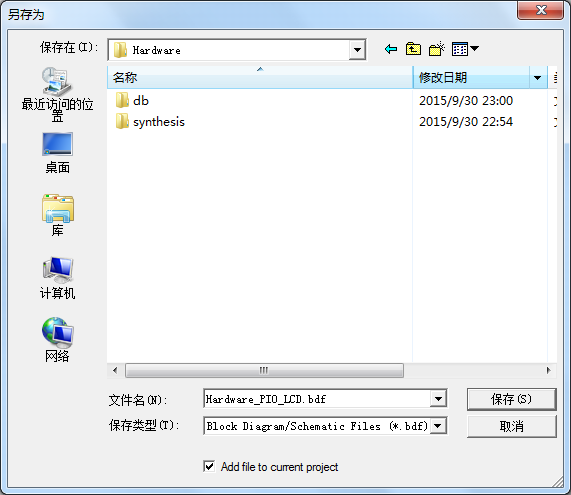 另存为
保存在(I):
Hardware
名称
修改日期
最近访问的位置
db
2015/9/30 23:00
synthesis
2015/9/30 22:54
桌面
库
计算机
网络
文件名(N):
Hardware_PIO_LCD.bdf
保存(S)
保存类型(T):
Block Diagram/Schematic Files (*.bdf)
取消
Add file to current project